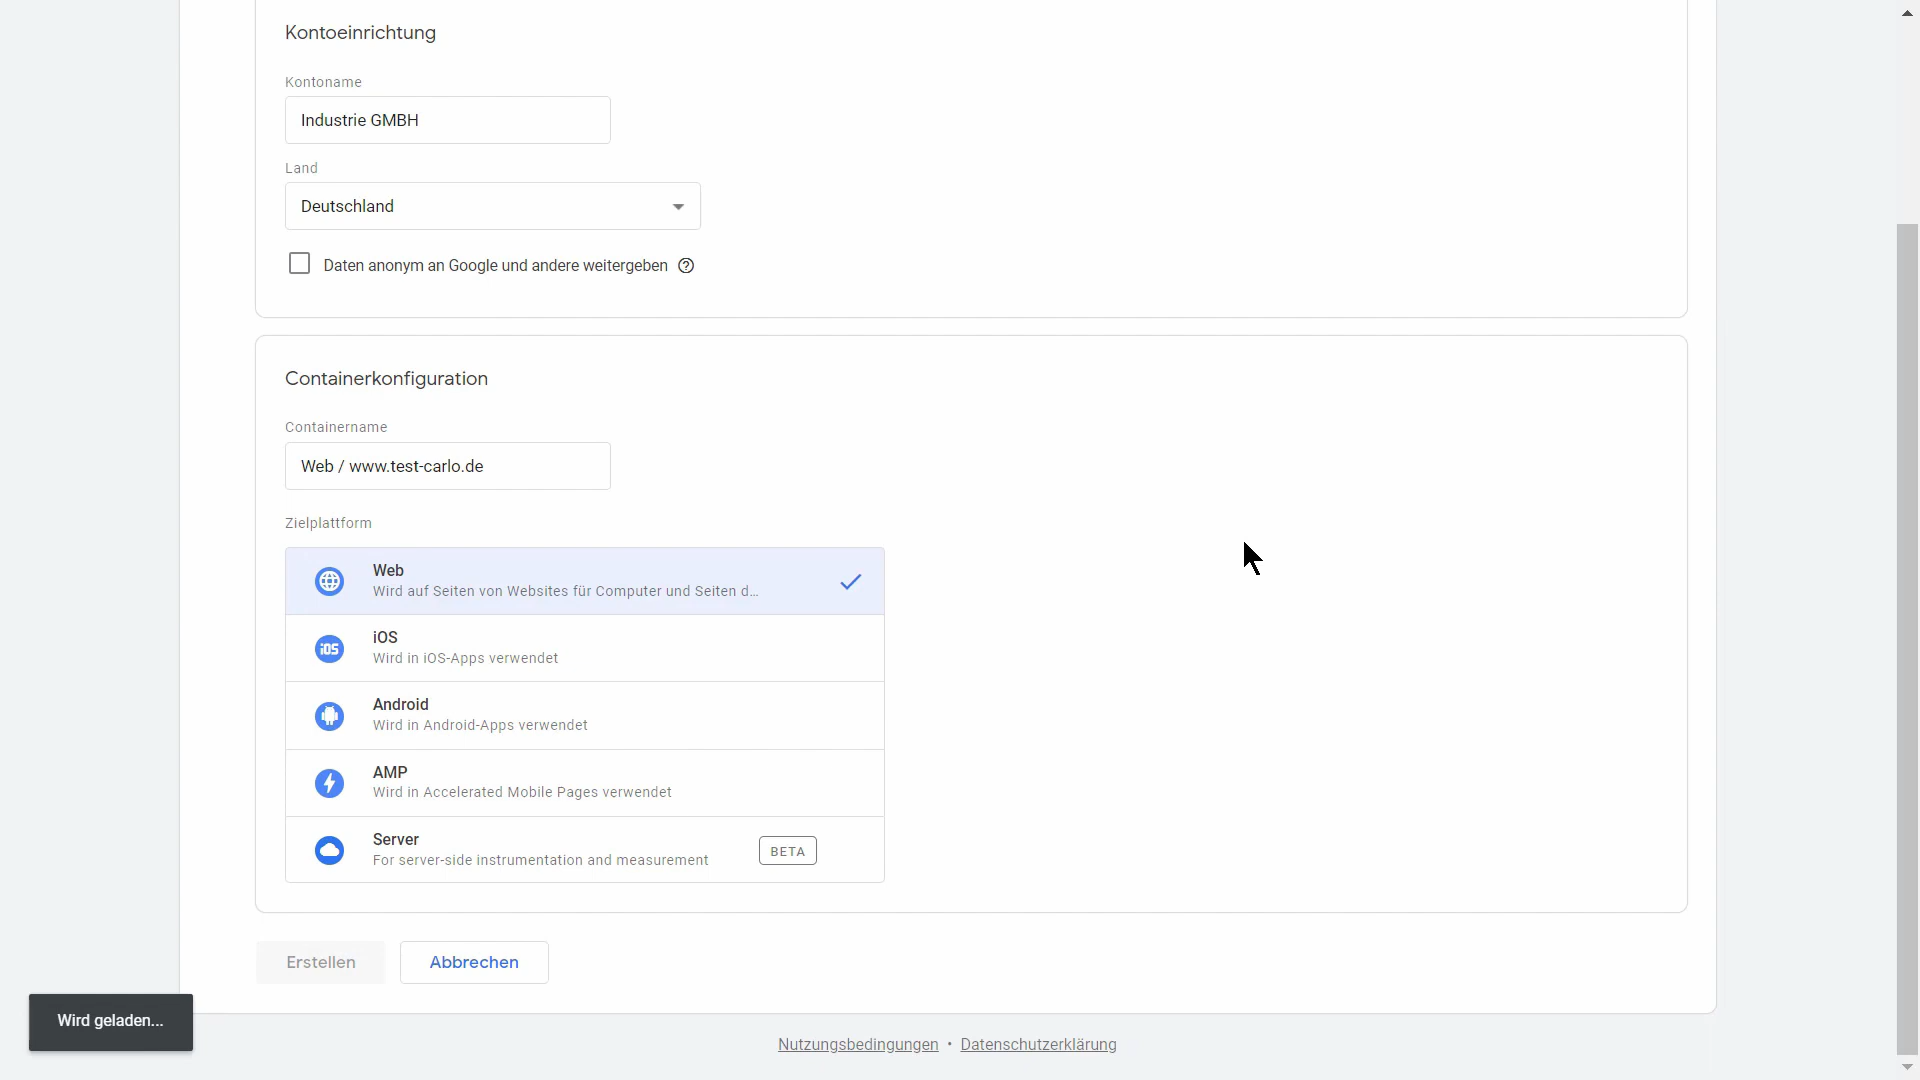 Kontoeinrichtung
Kontoname
Industrie GMBH
Land
Deutschland
Daten anonym an Google und andere weitergeben
Containerkonfiguration
Containername
Web / www.test-carlo.de
Zielplattform
Web
Wird auf Seiten von Websites für Computer und Seiten d...
iOS
iOS
Wird in iOS-Apps verwendet
Android
Wird in Android-Apps verwendet
AMP
Wird in Accelerated Mobile Pages verwendet
Server
For server-side instrumentation and measurement
BETA
Erstellen
Abbrechen
Wird geladen...
Nutzungsbedingungen • Datenschutzerklärung